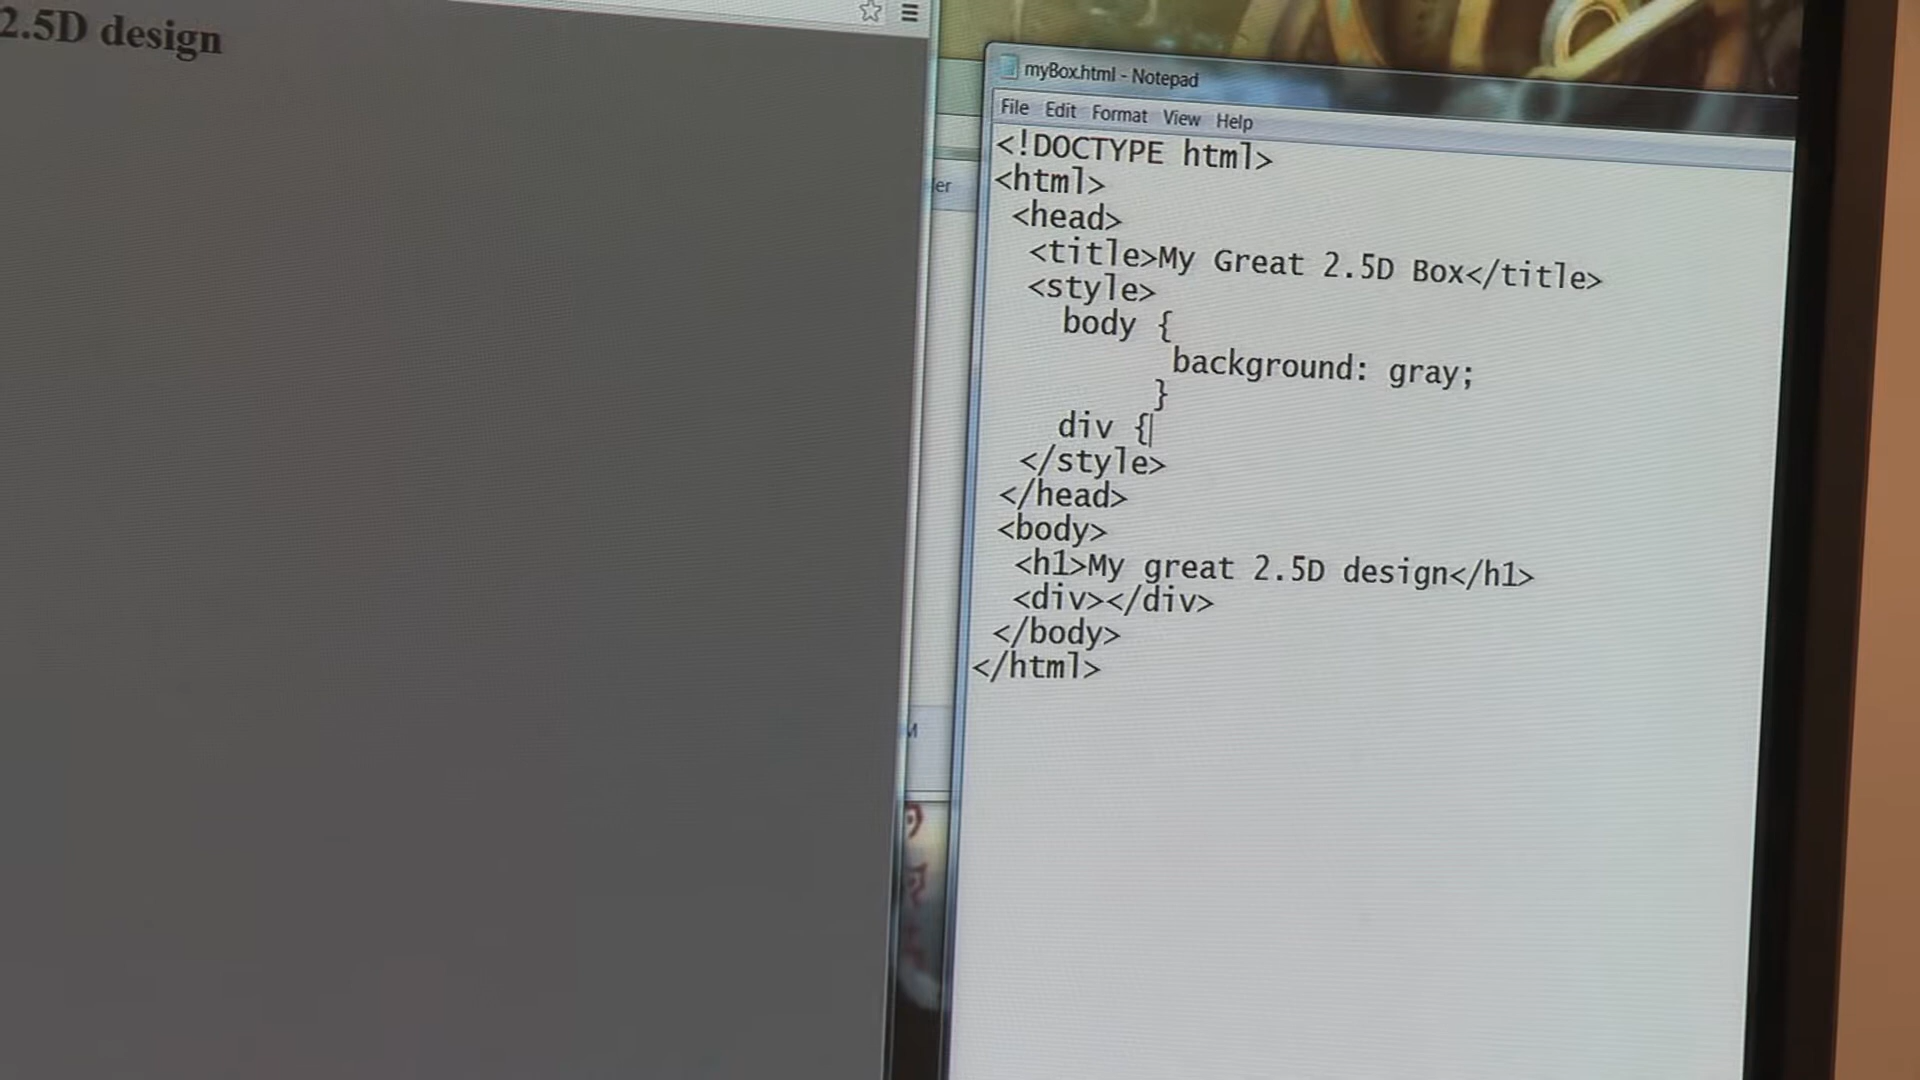 2.5D design
myBox.html - Notepad
File Edit Format View Help
<!DOCTYPE html>
<html>
<head>
<title>My Great 2.5D Box</title>
<style>
body {
background: gray;
}
div {
</style>
</head>
<body>
<h1>My great 2.5D design</h1>
<div></div>
</body>
</html>